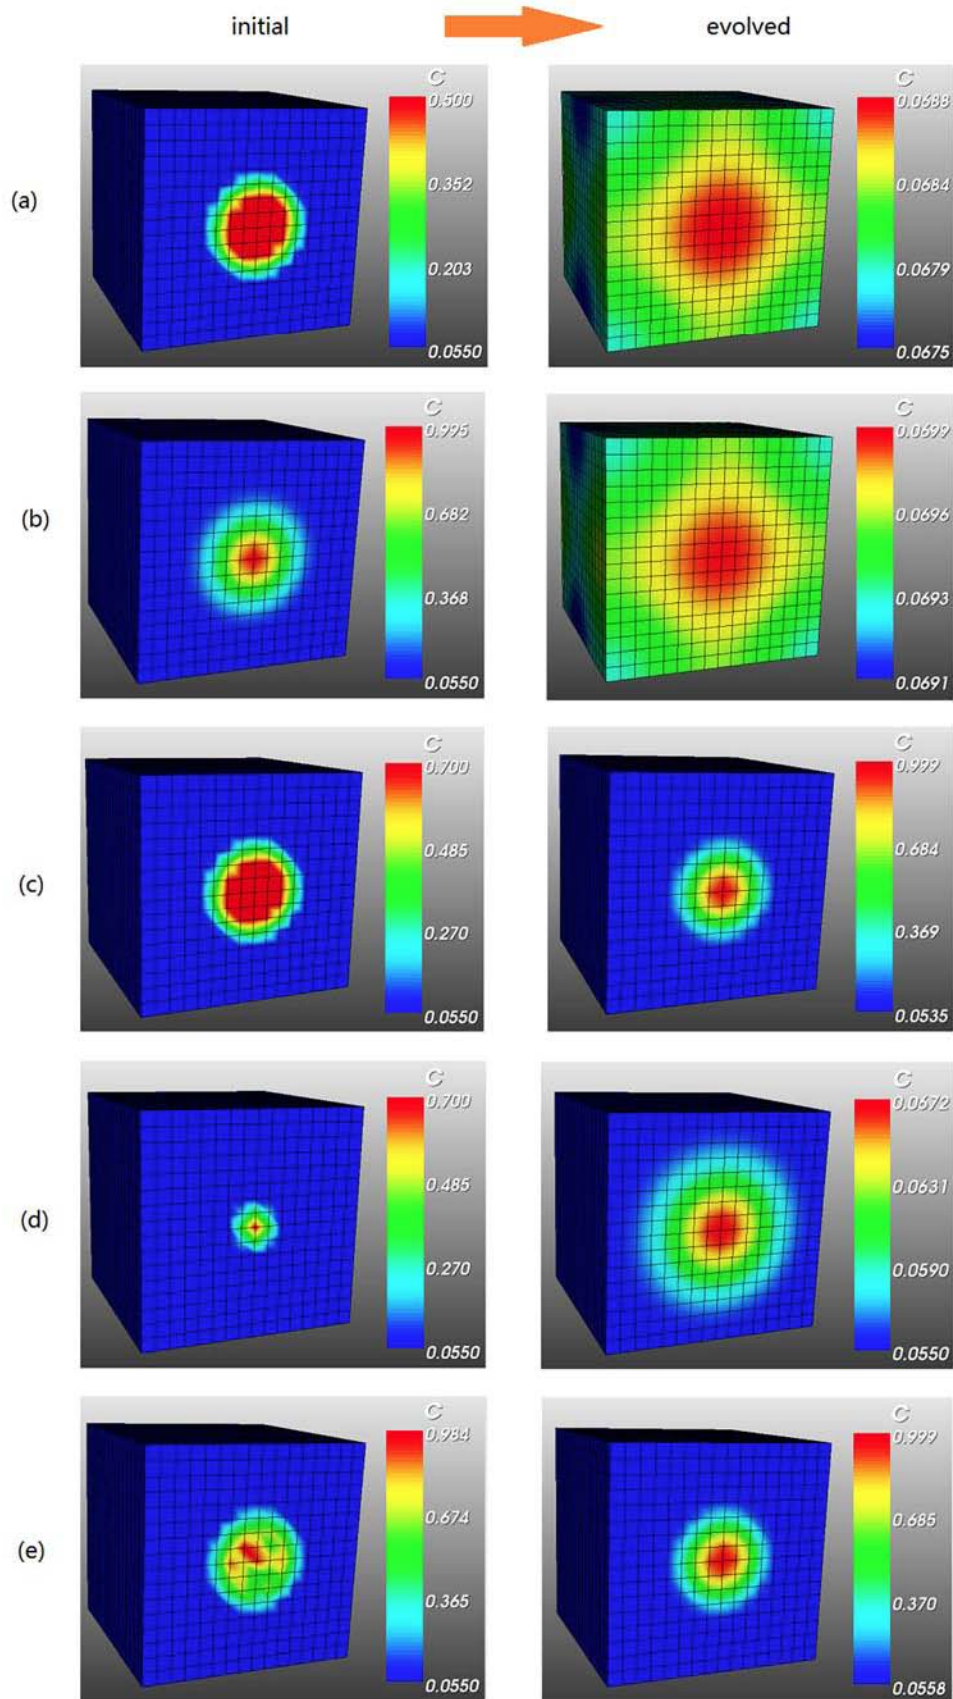 initial evolved
(a)
C
0.500
0.352
0.203
0.0550
C
0.0688
0.0684
0.0679
0.0675
(b)
C
0.995
0.682
0.368
0.0550
C
0.0699
0.0696
0.0693
0.0691
(c)
C
0.700
0.485
0.270
0.0550
C
0.999
0.684
0.369
0.0535
(d)
C
0.700
0.485
0.270
0.0550
C
0.0672
0.0631
0.0590
0.0550
(e)
C
0.984
0.674
0.365
0.0550
C
0.999
0.685
0.370
0.0558